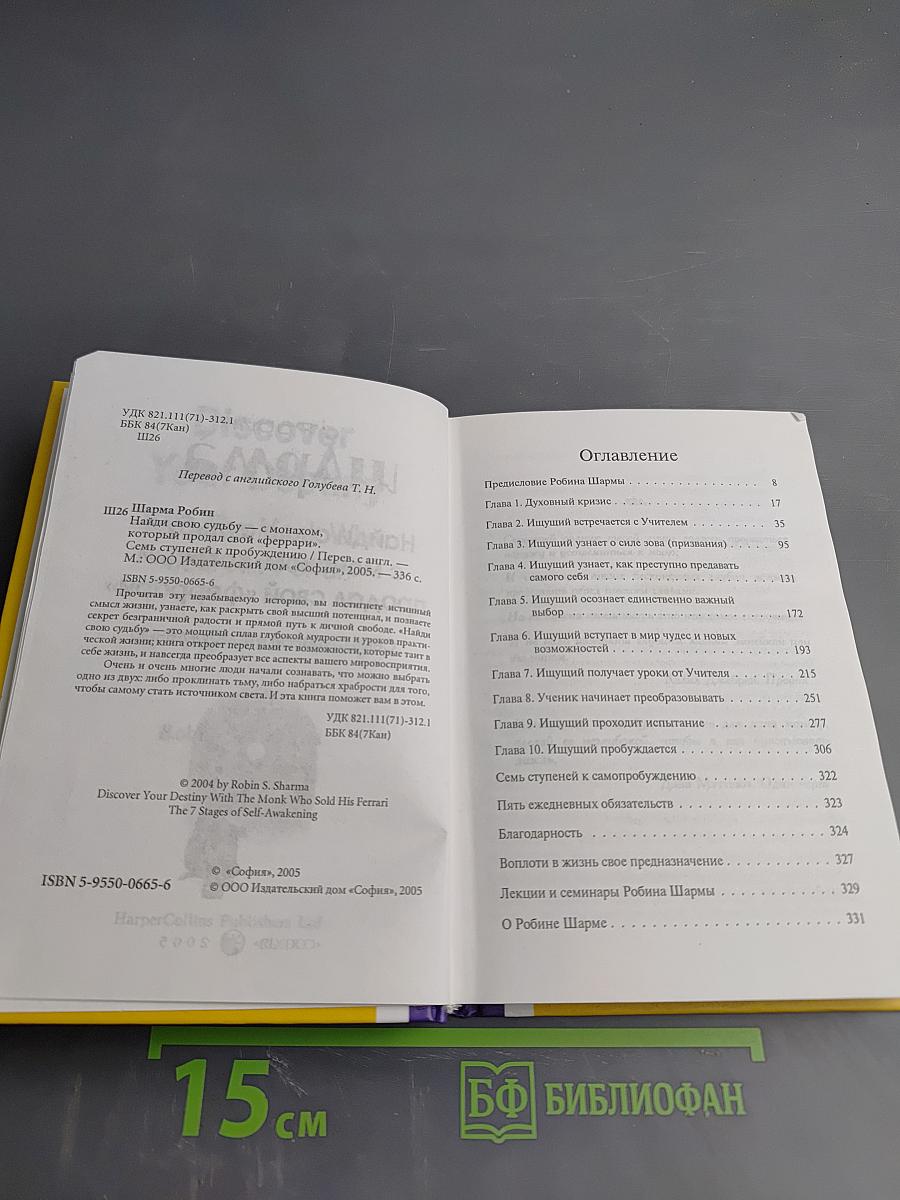 УДК 821.111(71)-312.1
ББК 84(7Кан)
Ш26
Перевод с английского Голубева Т. Н.
Ш26 Шарма Робин
Найди свою судьбу — с монахом,
который продал свой «феррари».
Семь ступеней к пробуждению / Перев. с англ. —
М.: ООО Издательский дом «София», 2005. — 336 с.
ISBN 5-9550-0665-6
Прочитав эту незабываемую историю, вы постигнете истинный
смысл жизни, узнаете, как раскрыть свой высший потенциал, и познаете
секрет безграничной радости и прямой путь к личной свободе. «Найди
свою судьбу» — это мощный сплав глубокой мудрости и уроков практи-
ческой жизни; книга откроет перед вами те возможности, которые таит в
себе жизнь, и навсегда преобразует все аспекты вашего мировосприятия.
Очень и очень многие люди начали сознавать, что можно выбрать
одно из двух: либо проклинать тьму, либо набраться храбрости для того,
чтобы самому стать источником света. И эта книга поможет вам в этом.
УДК 821.111(71)-312.1
ББК 84(7Кан)
© 2004 by Robin S. Sharma
Discover Your Destiny With The Monk Who Sold His Ferrari
The 7 Stages of Self-Awakening
© «София», 2005
ISBN 5-9550-0665-6 © ООО Издательский дом «София», 2005
Оглавление
Предисловие Робина Шармы . . . . . . . . . . . . . . . . 8
Глава 1. Духовный кризис . . . . . . . . . . . . . . . . . . 17
Глава 2. Ищущий встречается с Учителем . . . . . . . . . 35
Глава 3. Ищущий узнает о силе зова (призвания) . . . . . 95
Глава 4. Ищущий узнает, как преступно предавать
самого себя . . . . . . . . . . . . . . . . . . . . . . 131
Глава 5. Ищущий осознает единственно важный
выбор . . . . . . . . . . . . . . . . . . . . . . . . . 172
Глава 6. Ищущий вступает в мир чудес и новых
возможностей . . . . . . . . . . . . . . . . . . . . 193
Глава 7. Ищущий получает уроки от Учителя . . . . . . . 215
Глава 8. Ученик начинает преобразовывать . . . . . . . . 251
Глава 9. Ищущий проходит испытание . . . . . . . . . . 277
Глава 10. Ищущий пробуждается . . . . . . . . . . . . . 306
Семь ступеней к самопробуждению . . . . . . . . . . . . 322
Пять ежедневных обязательств . . . . . . . . . . . . . . 323
Благодарность . . . . . . . . . . . . . . . . . . . . . . . 324
Воплоти в жизнь свое предназначение . . . . . . . . . . . 327
Лекции и семинары Робина Шармы . . . . . . . . . . . . 329
О Робине Шарме . . . . . . . . . . . . . . . . . . . . . . 331
15 см
БФ БИБЛИОФАН